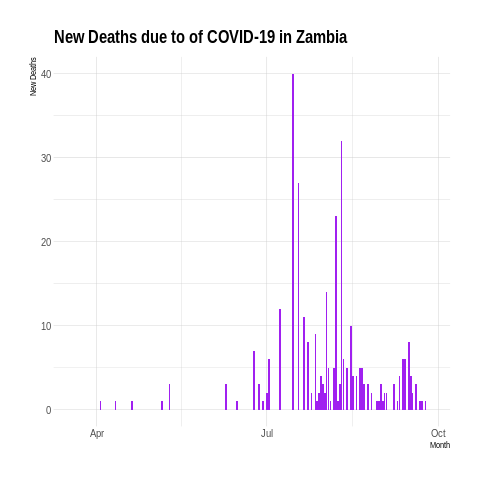 New Deaths due to of COVID-19 in Zambia
New Deaths
40
30
20
10
0
Apr
Jul
Oct
Month